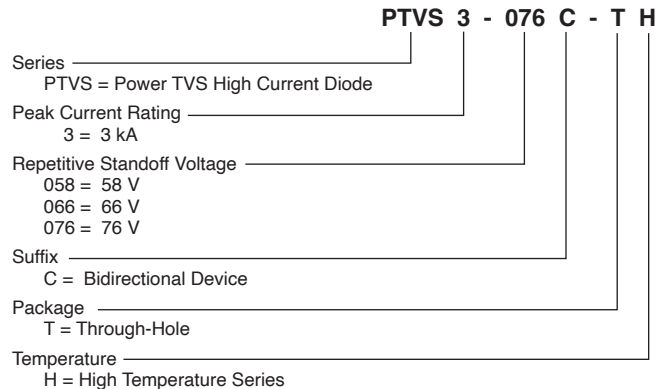 PTVS 3 - 076 C - T H
Series
PTVS = Power TVS High Current Diode
Peak Current Rating
3 = 3 kA
Repetitive Standoff Voltage
058 = 58 V
066 = 66 V
076 = 76 V
Suffix
C = Bidirectional Device
Package
T = Through-Hole
Temperature
H = High Temperature Series